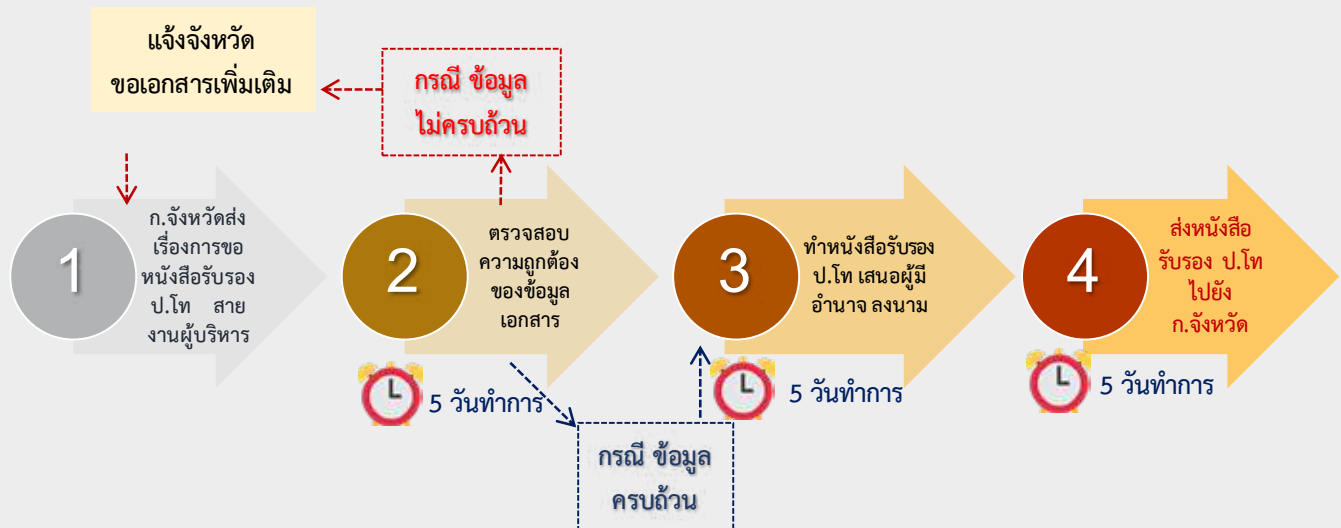 แจ้งจังหวัด
ขอเอกสารเพิ่มเติม
กรณี ข้อมูล
ไม่ครบถ้วน
1
ก.จังหวัดส่ง
เรื่องการขอ
หนังสือรับรอง
ป.โท สาย
งานผู้บริหาร
2
ตรวจสอบ
ความถูกต้อง
ของข้อมูล
เอกสาร
5 วันทำการ
กรณี ข้อมูล
ครบถ้วน
3
ทำหนังสือรับรอง
ป.โท เสนอผู้มี
อำนาจ ลงนาม
5 วันทำการ
4
ส่งหนังสือ
รับรอง ป.โท
ไปยัง
ก.จังหวัด
5 วันทำการ